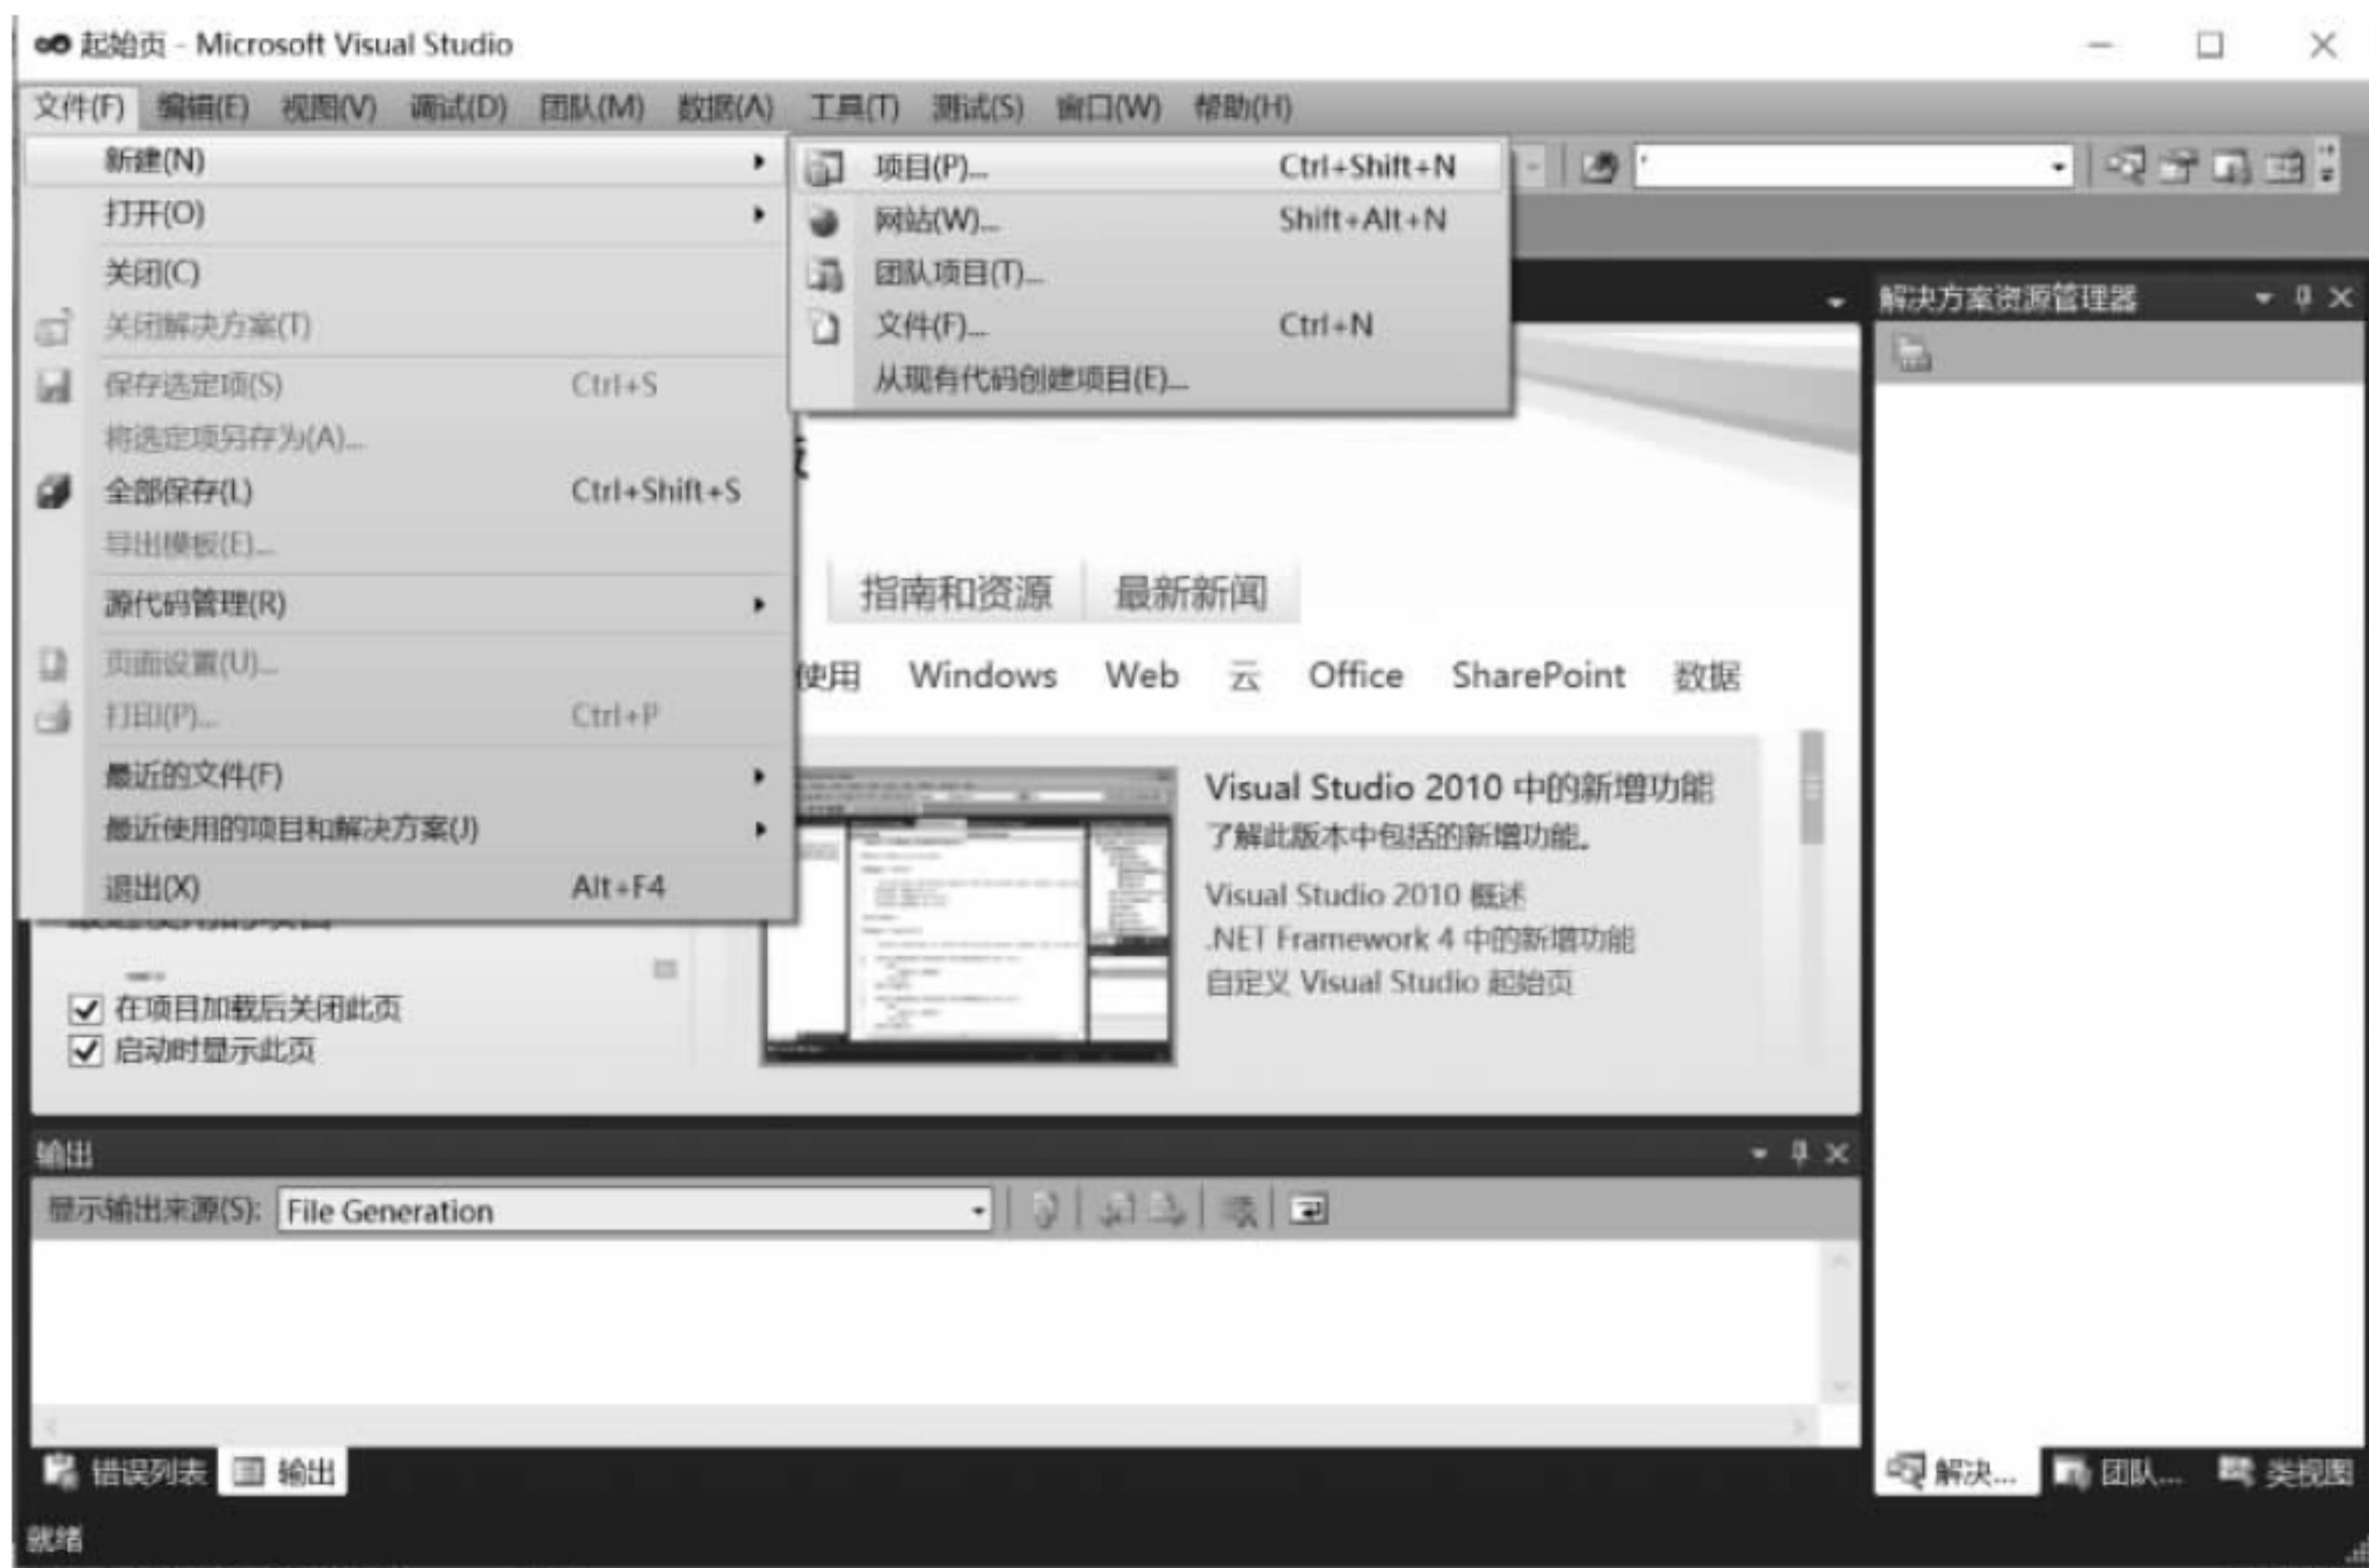 起始页 - Microsoft Visual Studio
文件(F) 编辑(E) 视图(V) 调试(D) 团队(M) 数据(A) 工具(T) 测试(S) 窗口(W) 帮助(H)
新建(N)
打开(O)
关闭(C)
关闭解决方案(T)
保存选定项(S) Ctrl+S
将选定项另存为(A)...
全部保存(L) Ctrl+Shift+S
导出模板(E)...
源代码管理(R)
页面设置(U)...
打印(P)... Ctrl+P
最近的文件(F)
最近使用的项目和解决方案(J)
退出(X) Alt+F4
项目(P)... Ctrl+Shift+N
网站(W)... Shift+Alt+N
团队项目(T)...
文件(F)... Ctrl+N
从现有代码创建项目(E)...
指南和资源 最新新闻
使用 Windows Web 云 Office SharePoint 数据
Visual Studio 2010 中的新增功能
了解此版本中包括的新增功能。
Visual Studio 2010 概述
.NET Framework 4 中的新增功能
自定义 Visual Studio 起始页
在项目加载后关闭此页
启动时显示此页
解决方案资源管理器
输出
显示输出来源(S): File Generation
错误列表 输出
解决... 团队... 类视图
就绪